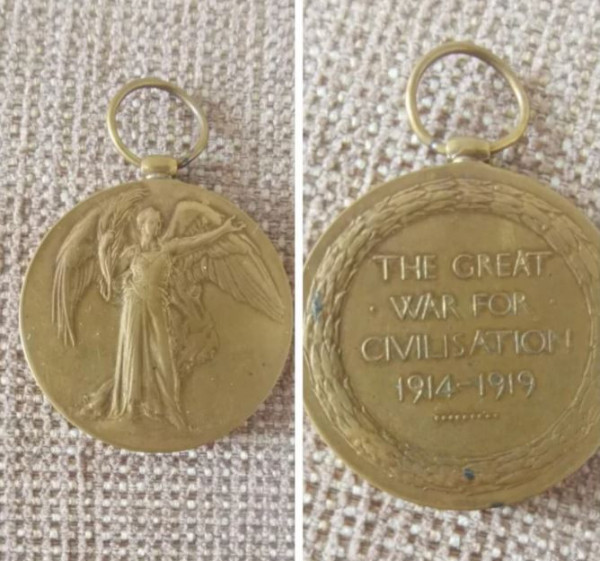 THE GREAT
WAR FOR
CIVILISATION
1914-1919